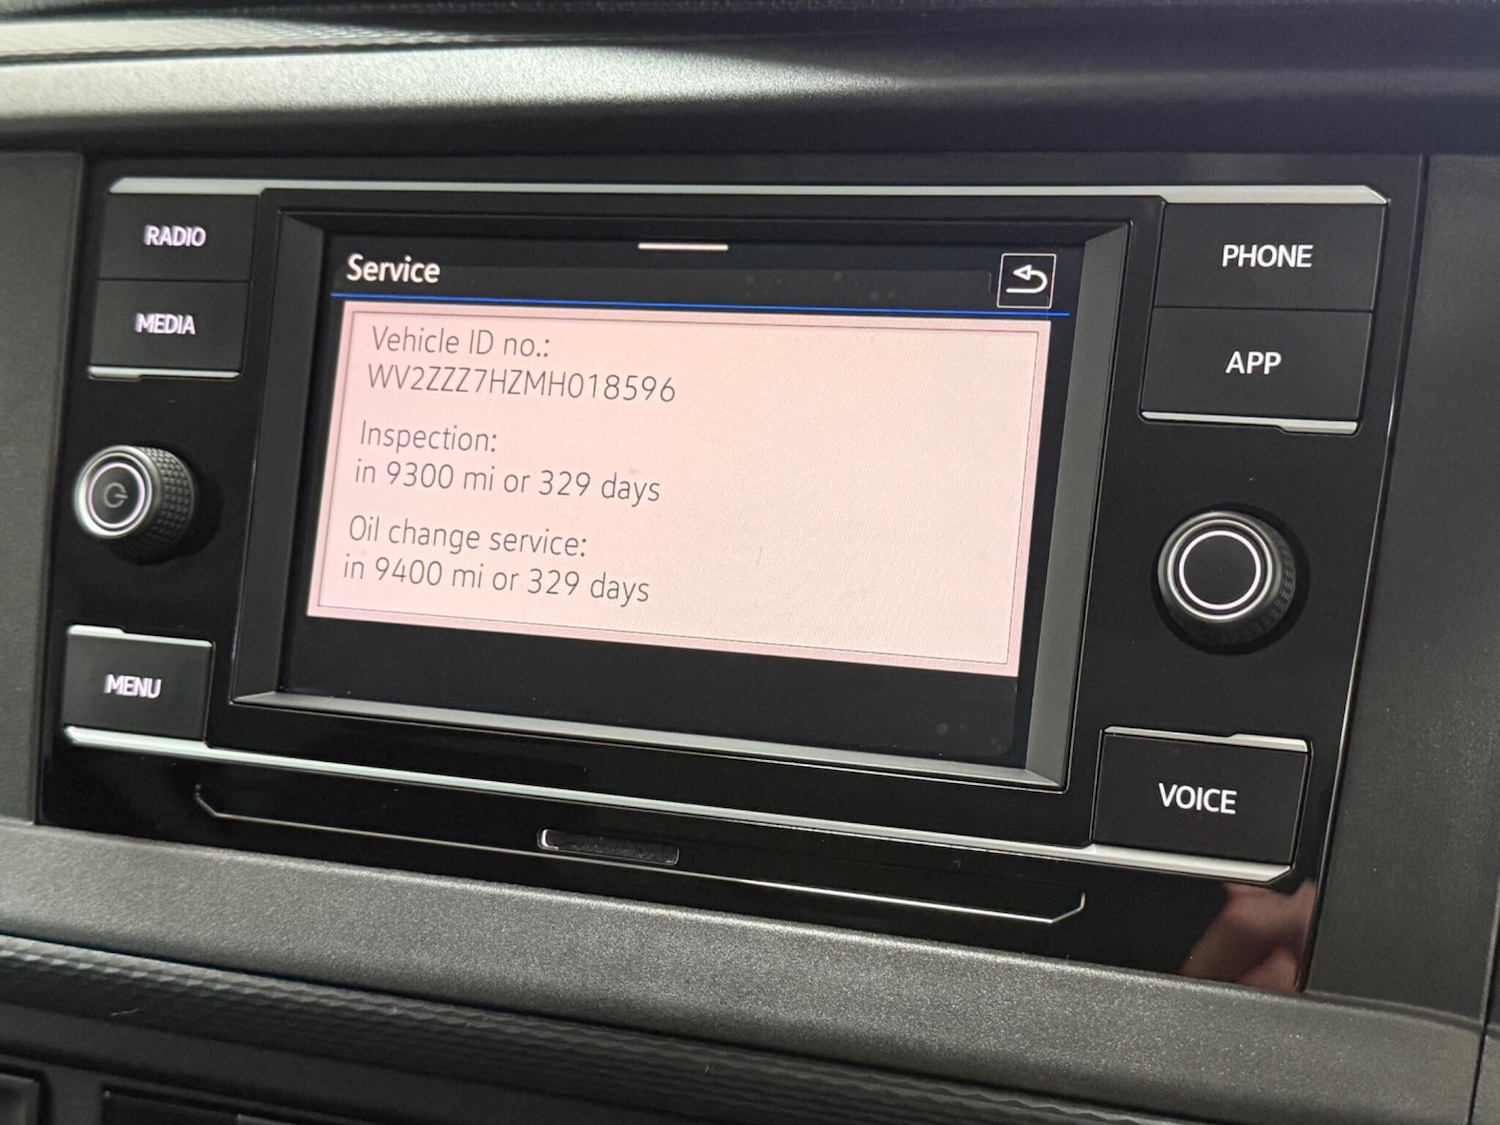 RADIO
MEDIA
MENU
Service
Vehicle ID no.:
WV2ZZZ7HZMH018596
Inspection:
in 9300 mi or 329 days
Oil change service:
in 9400 mi or 329 days
PHONE
APP
VOICE